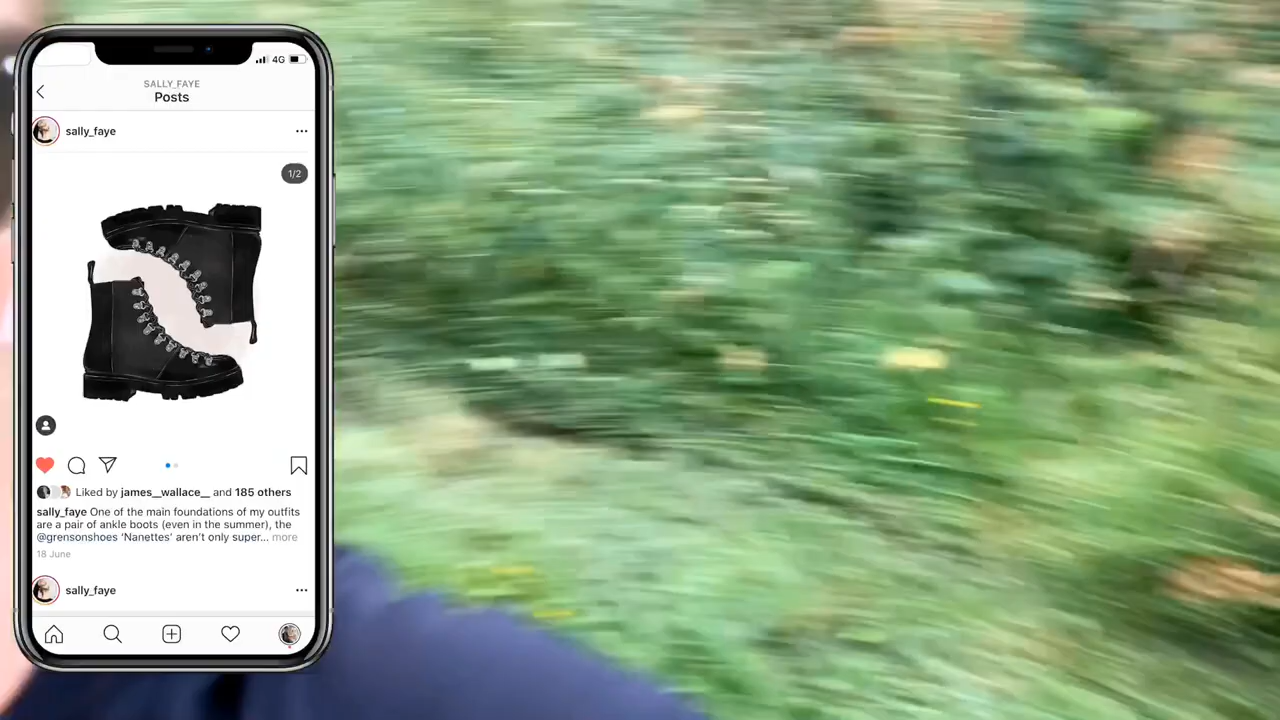 4G
SALLY_FAYE
Posts
sally_faye
1/2
Liked by james__wallace__ and 185 others
sally_faye One of the main foundations of my outfits
are a pair of ankle boots (even in the summer), the
@grensonshoes ‘Nanettes’ aren’t only super... more
18 June
sally_faye